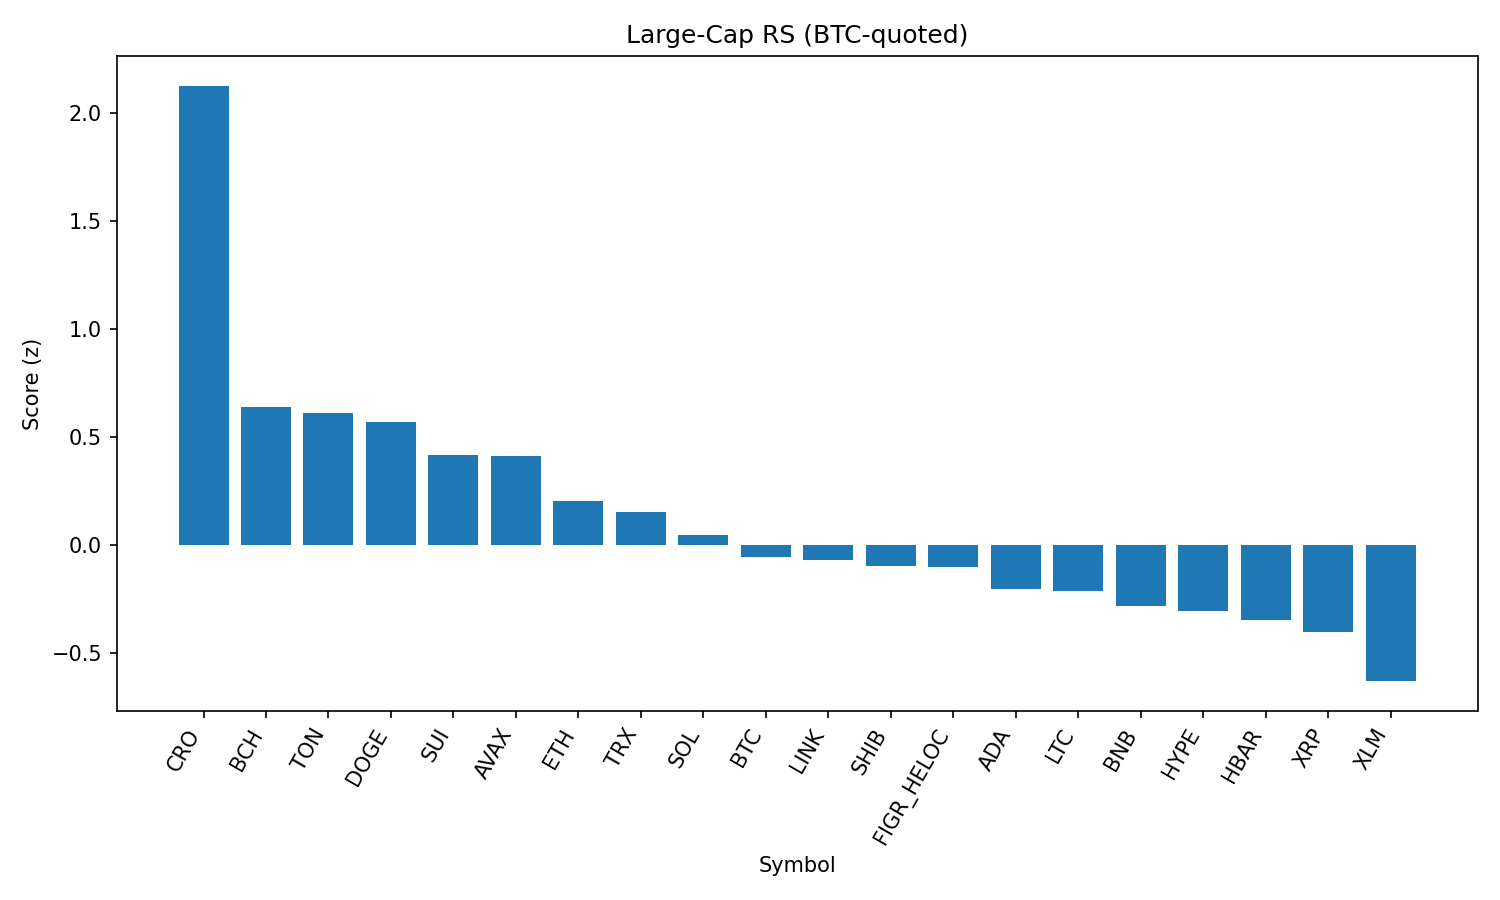 Large-Cap RS (BTC-quoted)
Score (z)
2.0
1.5
1.0
0.5
0.0
−0.5
CRO
BCH
TON
DOGE
SUI
AVAX
ETH
TRX
SOL
BTC
LINK
SHIB
FIGR_HELOC
ADA
LTC
BNB
HYPE
HBAR
XRP
XLM
Symbol